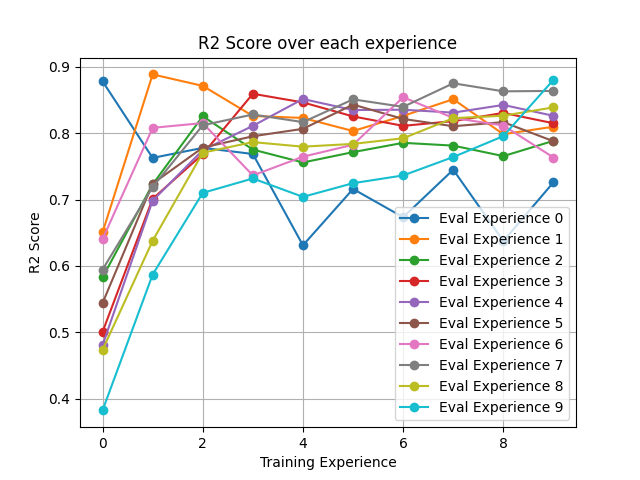 R2 Score over each experience
0.9
0.8
0.7
0.6
0.5
0.4
R2 Score
0
2
4
6
8
Training Experience
Eval Experience 0
Eval Experience 1
Eval Experience 2
Eval Experience 3
Eval Experience 4
Eval Experience 5
Eval Experience 6
Eval Experience 7
Eval Experience 8
Eval Experience 9